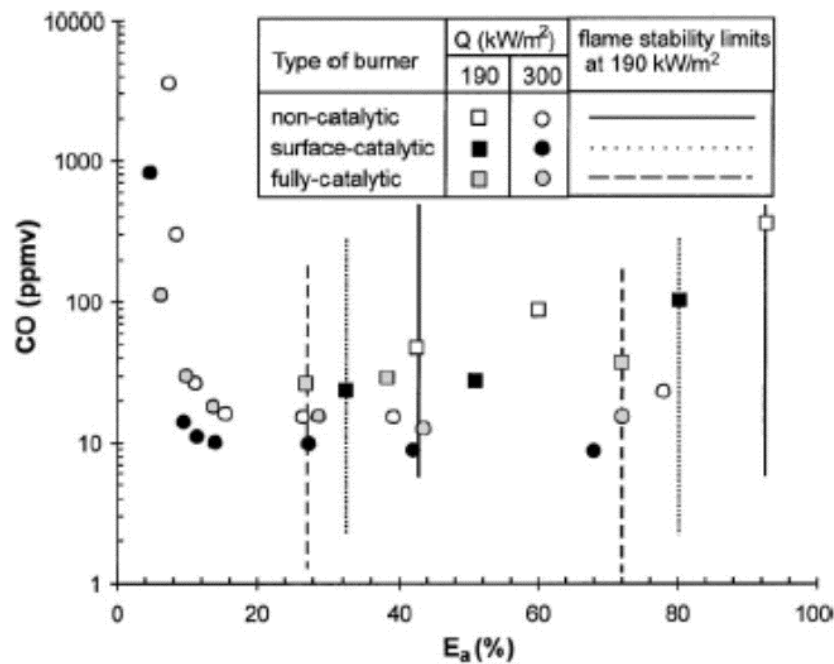 10000
1000
100
10
1
CO (ppmv)
0 20 40 60 80 100
Eₐ(%)
Type of burner
Q (kW/m²)
190 300
flame stability limits
at 190 kW/m²
non-catalytic
surface-catalytic
fully-catalytic